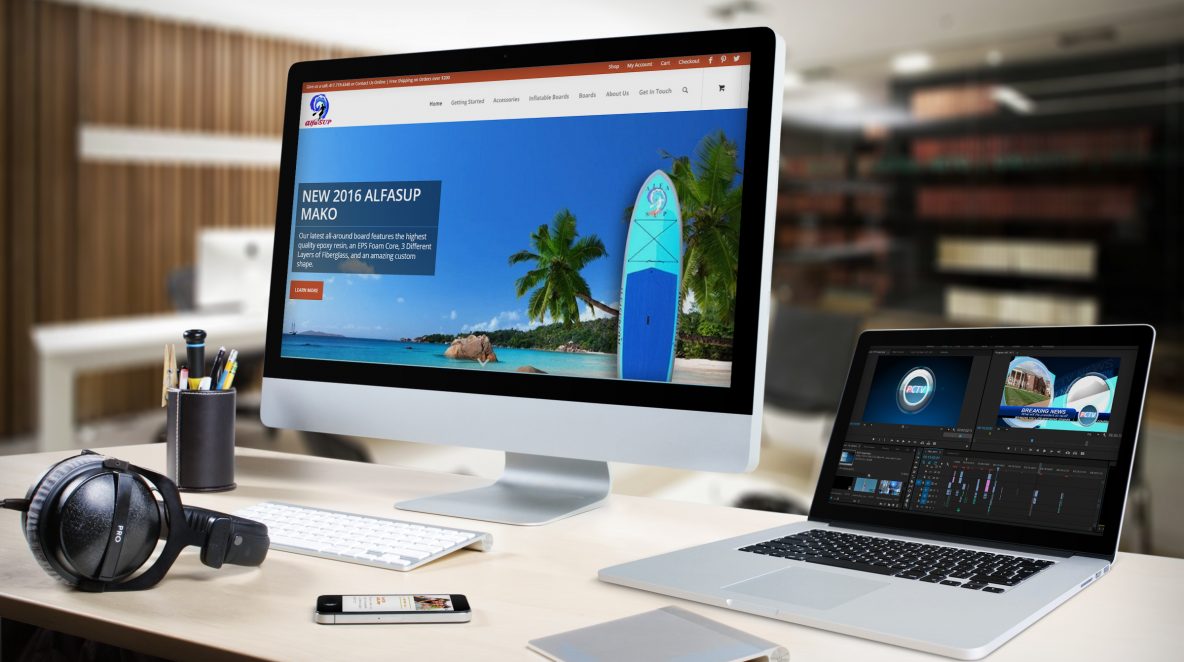 Shop My Account Cart Checkout
Home Getting Started Accessories Inflatable Boards Boards About Us Get In Touch
alfaSUP
NEW 2016 ALFASUP
MAKO
Our latest all-around board features the highest
quality epoxy resin, an EPS Foam Core, 3 Different
Layers of Fiberglass, and an amazing custom
shape.
LEARN MORE
ALFA
SUP
PCTV
BREAKING NEWS
PCTV
PRO